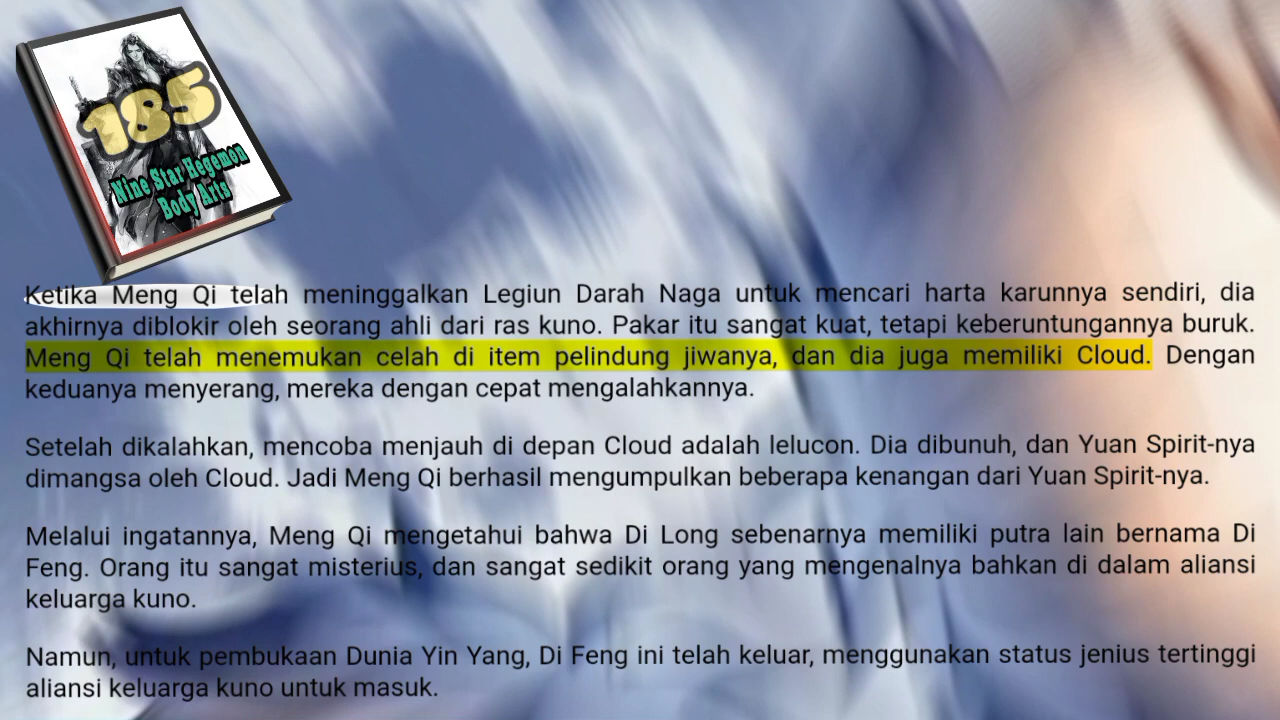 185
Nine Star Hegemon
Body Arts
Ketika Meng Qi telah meninggalkan Legiun Darah Naga untuk mencari harta karunnya sendiri, dia
akhirnya diblokir oleh seorang ahli dari ras kuno. Pakar itu sangat kuat, tetapi keberuntungannya buruk.
Meng Qi telah menemukan celah di item pelindung jiwanya, dan dia juga memiliki Cloud. Dengan
keduanya menyerang, mereka dengan cepat mengalahkannya.
Setelah dikalahkan, mencoba menjauh di depan Cloud adalah lelucon. Dia dibunuh, dan Yuan Spirit-nya
dimangsa oleh Cloud. Jadi Meng Qi berhasil mengumpulkan beberapa kenangan dari Yuan Spirit-nya.
Melalui ingatannya, Meng Qi mengetahui bahwa Di Long sebenarnya memiliki putra lain bernama Di
Feng. Orang itu sangat misterius, dan sangat sedikit orang yang mengenalnya bahkan di dalam aliansi
keluarga kuno.
Namun, untuk pembukaan Dunia Yin Yang, Di Feng ini telah keluar, menggunakan status jenius tertinggi
aliansi keluarga kuno untuk masuk.